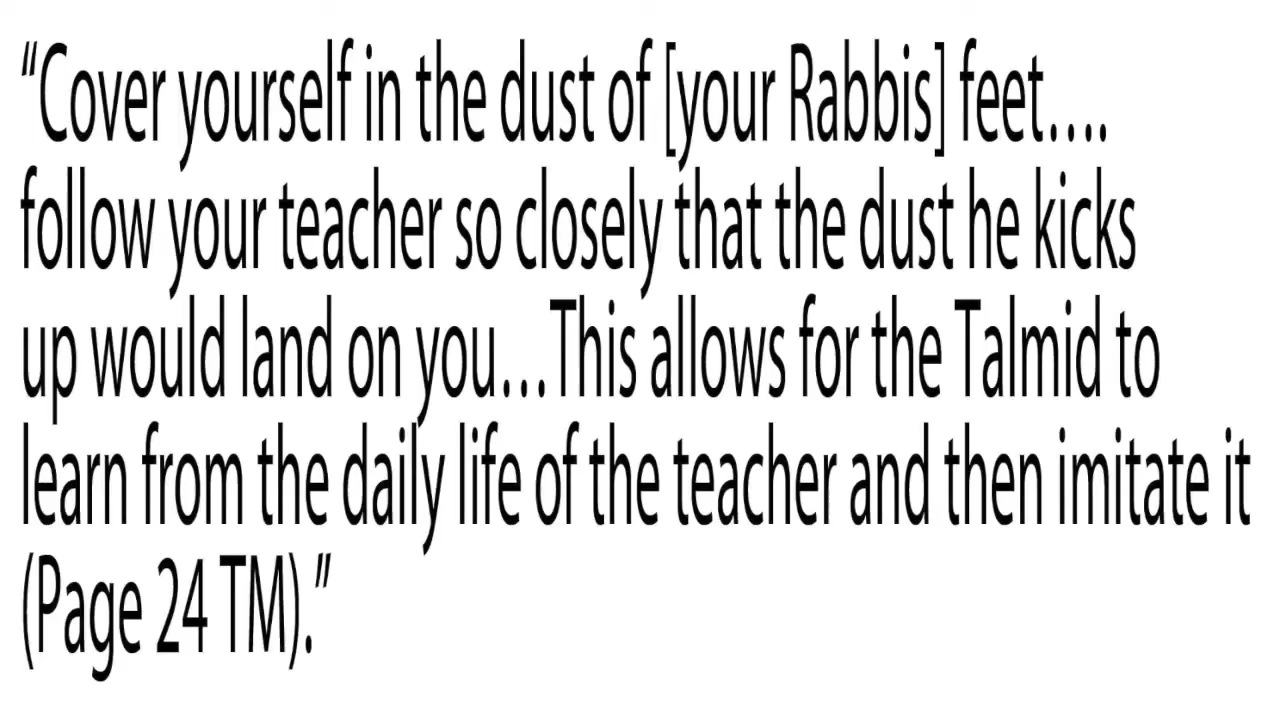 “Cover yourself in the dust of [your Rabbis] feet….
follow your teacher so closely that the dust he kicks
up would land on you…This allows for the Talmid to
learn from the daily life of the teacher and then imitate it
(Page 24 TM).”